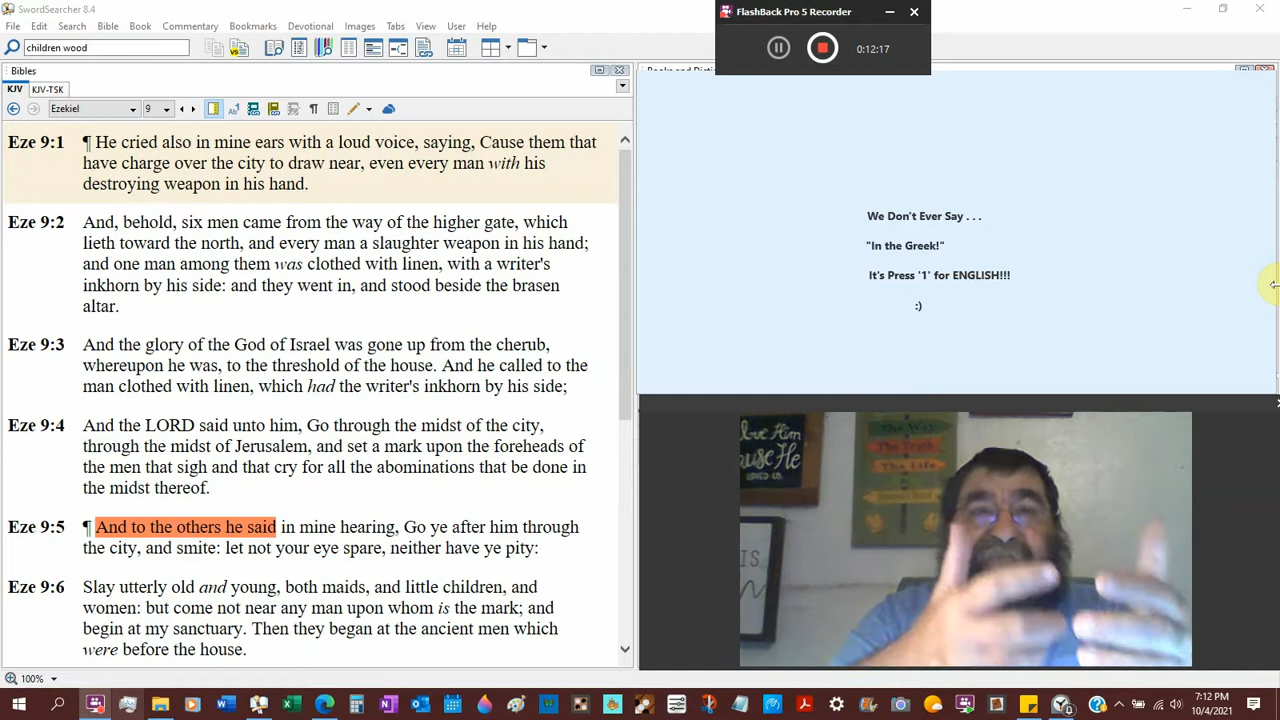 SwordSearcher 8.4
File Edit Search Bible Book Commentary Bookmarks Devotional Images Tabs View User Help
children wood
Bibles
KJV KJV-TSK
Ezekiel 9
Eze 9:1 ¶ He cried also in mine ears with a loud voice, saying, Cause them that
have charge over the city to draw near, even every man with his
destroying weapon in his hand.
Eze 9:2 And, behold, six men came from the way of the higher gate, which
lieth toward the north, and every man a slaughter weapon in his hand;
and one man among them was clothed with linen, with a writer's
inkhorn by his side: and they went in, and stood beside the brasen
altar.
Eze 9:3 And the glory of the God of Israel was gone up from the cherub,
whereupon he was, to the threshold of the house. And he called to the
man clothed with linen, which had the writer's inkhorn by his side;
Eze 9:4 And the LORD said unto him, Go through the midst of the city,
through the midst of Jerusalem, and set a mark upon the foreheads of
the men that sigh and that cry for all the abominations that be done in
the midst thereof.
Eze 9:5 ¶ And to the others he said in mine hearing, Go ye after him through
the city, and smite: let not your eye spare, neither have ye pity:
Eze 9:6 Slay utterly old and young, both maids, and little children, and
women: but come not near any man upon whom is the mark; and
begin at my sanctuary. Then they began at the ancient men which
were before the house.
100%
FlashBack Pro 5 Recorder
0:12:17
We Don't Ever Say . . .
"In the Greek!"
It's Press '1' for ENGLISH!!!
:)
love Him
cause He
LOVED US.
The Way
The Truth
The Life
IS
7:12 PM
10/4/2021